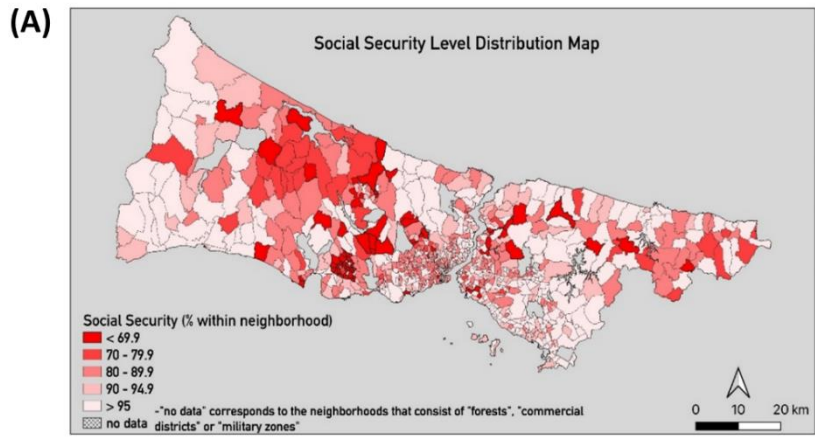 (A)
Social Security Level Distribution Map
Social Security (% within neighborhood)
< 69.9
70 - 79.9
80 - 89.9
90 - 94.9
> 95
no data
-"no data" corresponds to the neighborhoods that consist of "forests", "commercial
districts" or "military zones"
0 10 20 km